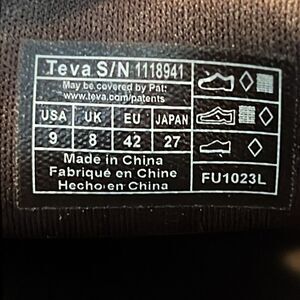 Teva S/N 1118941
May be covered by Pat:
www.teva.com/patents
USA UK EU JAPAN
9 8 42 27
Made in China
Fabriqué en Chine
Hecho en China
FU1023L